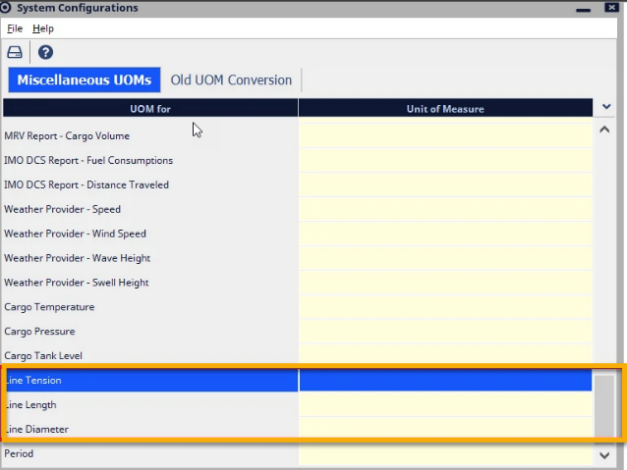 System Configurations
File Help
Miscellaneous UOMs Old UOM Conversion
UOM for Unit of Measure
MRV Report - Cargo Volume
IMO DCS Report - Fuel Consumptions
IMO DCS Report - Distance Traveled
Weather Provider - Speed
Weather Provider - Wind Speed
Weather Provider - Wave Height
Weather Provider - Swell Height
Cargo Temperature
Cargo Pressure
Cargo Tank Level
Line Tension
Line Length
Line Diameter
Period